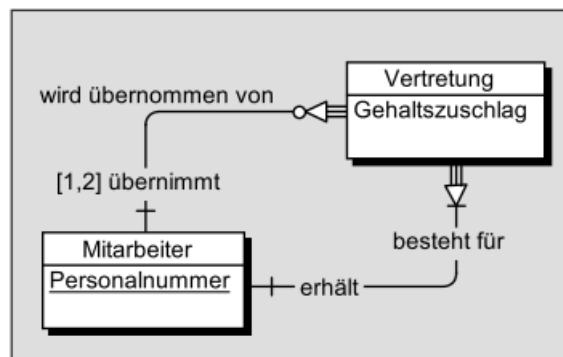 Vertretung
Gehaltszuschlag
wird übernommen von
[1,2] übernimmt
besteht für
Mitarbeiter
Personalnummer
erhält